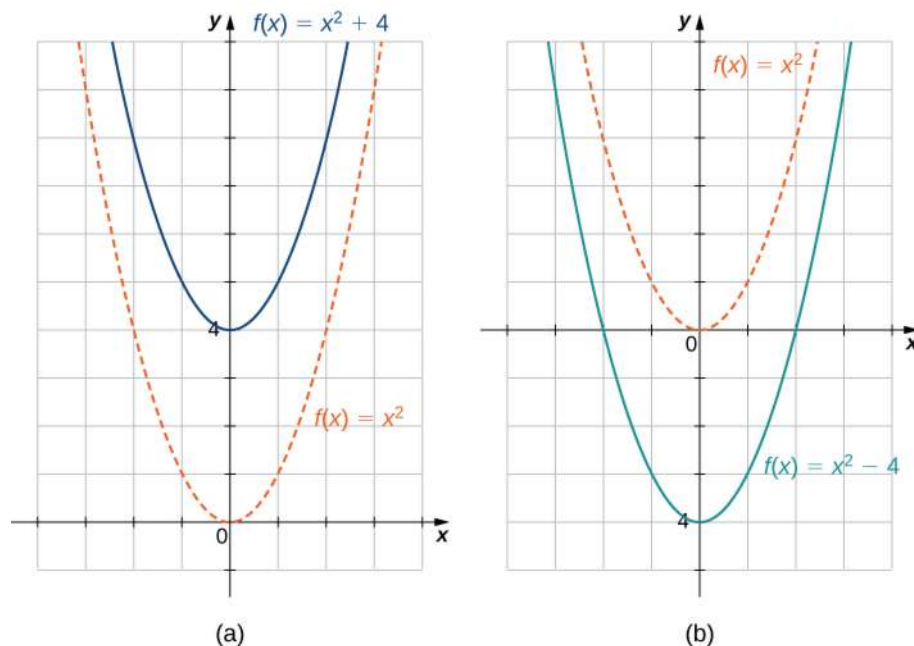 y
f(x) = x² + 4
4
f(x) = x²
0
x
(a)
y
f(x) = x²
0
x
f(x) = x² − 4
4
(b)